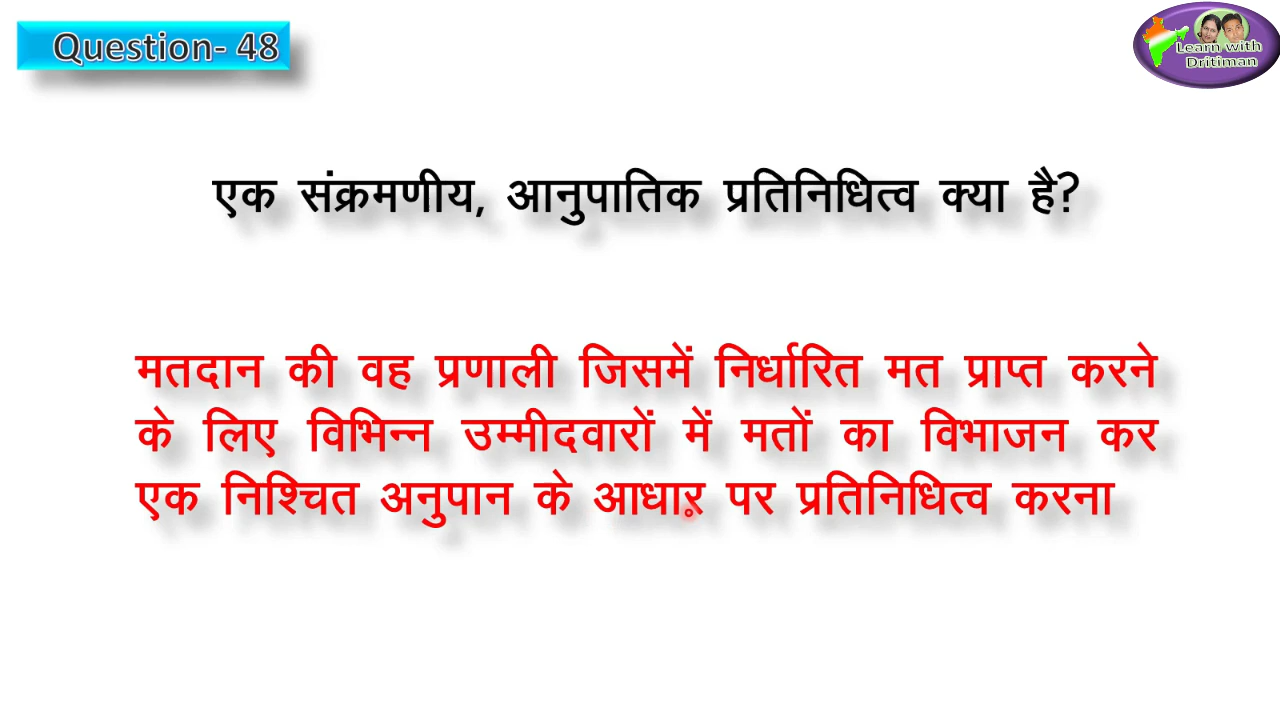 Question- 48
Learn with
Dritiman
एक संक्रमणीय, आनुपातिक प्रतिनिधित्व क्या है?
मतदान की वह प्रणाली जिसमें निर्धारित मत प्राप्त करने
के लिए विभिन्न उम्मीदवारों में मतों का विभाजन कर
एक निश्चित अनुपान के आधार पर प्रतिनिधित्व करना